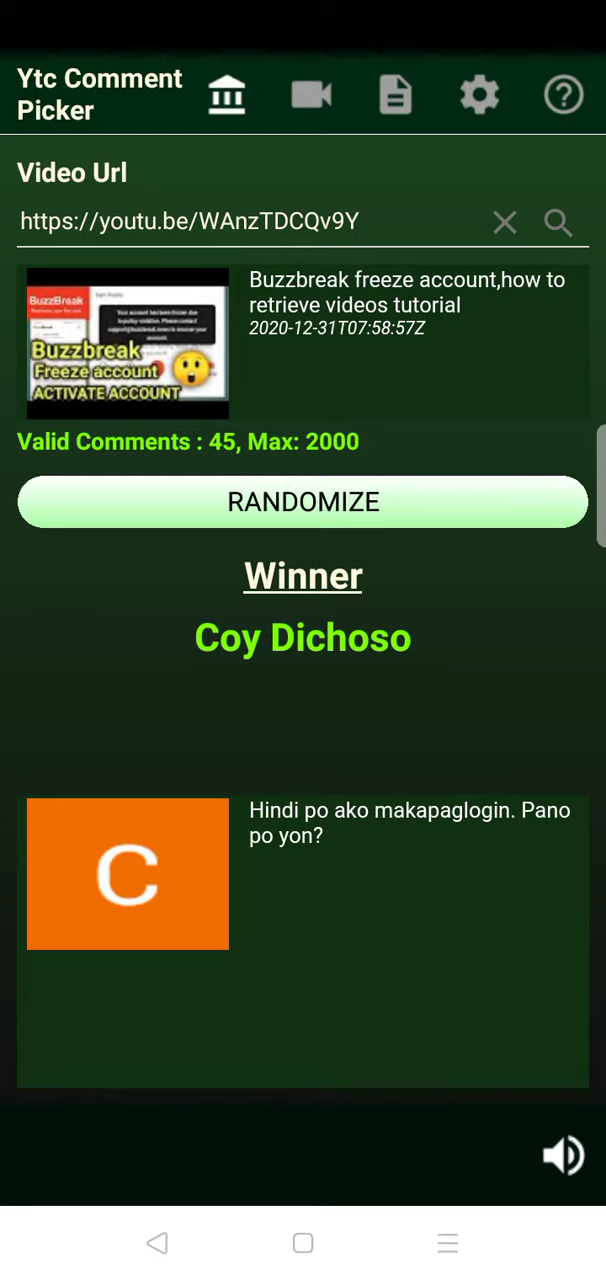 Ytc Comment
Picker
Video Url
https://youtu.be/WAnzTDCQv9Y
Buzzbreak freeze account,how to
retrieve videos tutorial
2020-12-31T07:58:57Z
BuzzBreak
Buzzbreak
Freeze account
ACTIVATE ACCOUNT
Valid Comments : 45, Max: 2000
RANDOMIZE
Winner
Coy Dichoso
C
Hindi po ako makapaglogin. Pano
po yon?